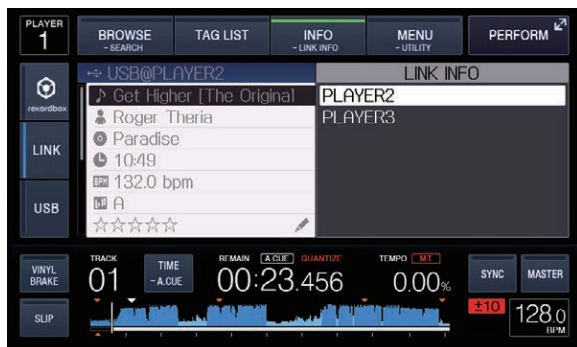 PLAYER
1
BROWSE
- SEARCH
TAG LIST
INFO
- LINK INFO
MENU
- UTILITY
PERFORM
rekordbox
LINK
USB
USB@PLAYER2
Get Higher [The Original
Roger Theria
Paradise
10:49
BPM 132.0 bpm
A
LINK INFO
PLAYER2
PLAYER3
VINYL
BRAKE
SLIP
TRACK
01
TIME
- A.CUE
REMAIN A.CUE QUANTIZE
00:23.456
TEMPO MT
0.00%
SYNC
MASTER
±10
128.0
BPM